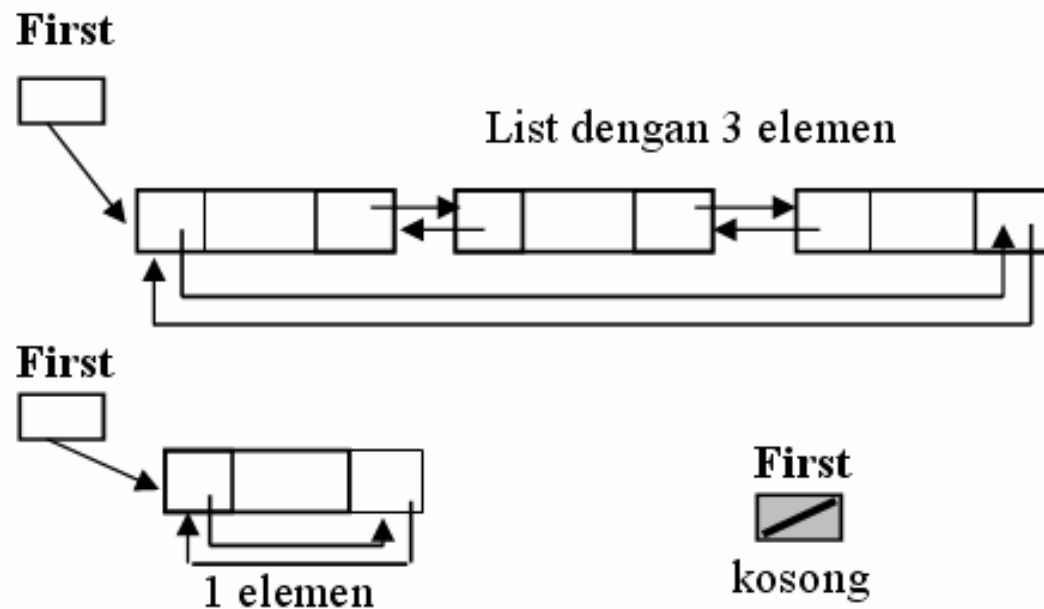 First
List dengan 3 elemen
First
1 elemen
First
kosong